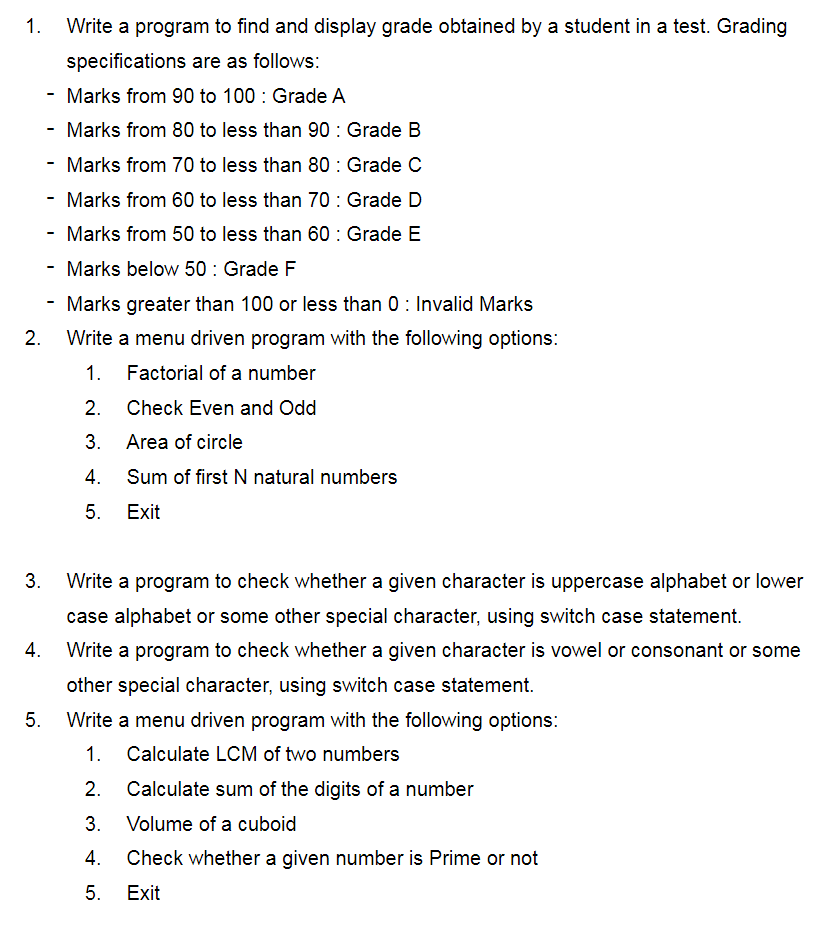 1. Write a program to find and display grade obtained by a student in a test. Grading
specifications are as follows:
- Marks from 90 to 100 : Grade A
- Marks from 80 to less than 90 : Grade B
- Marks from 70 to less than 80 : Grade C
- Marks from 60 to less than 70 : Grade D
- Marks from 50 to less than 60 : Grade E
- Marks below 50 : Grade F
- Marks greater than 100 or less than 0 : Invalid Marks
2. Write a menu driven program with the following options:
1. Factorial of a number
2. Check Even and Odd
3. Area of circle
4. Sum of first N natural numbers
5. Exit
3. Write a program to check whether a given character is uppercase alphabet or lower
case alphabet or some other special character, using switch case statement.
4. Write a program to check whether a given character is vowel or consonant or some
other special character, using switch case statement.
5. Write a menu driven program with the following options:
1. Calculate LCM of two numbers
2. Calculate sum of the digits of a number
3. Volume of a cuboid
4. Check whether a given number is Prime or not
5. Exit